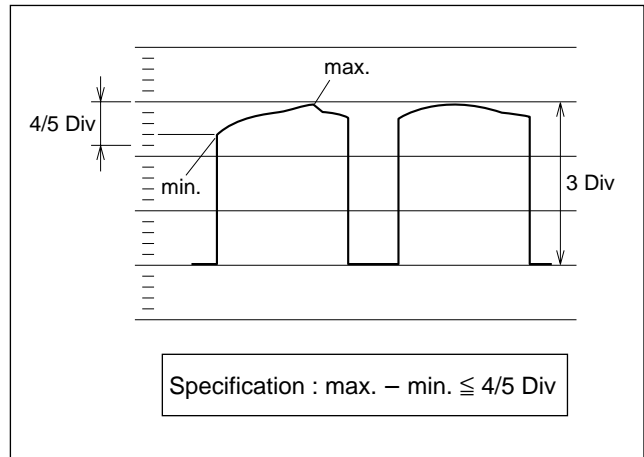 max.
4/5 Div
min.
3 Div
Specification : max. − min. ≦ 4/5 Div